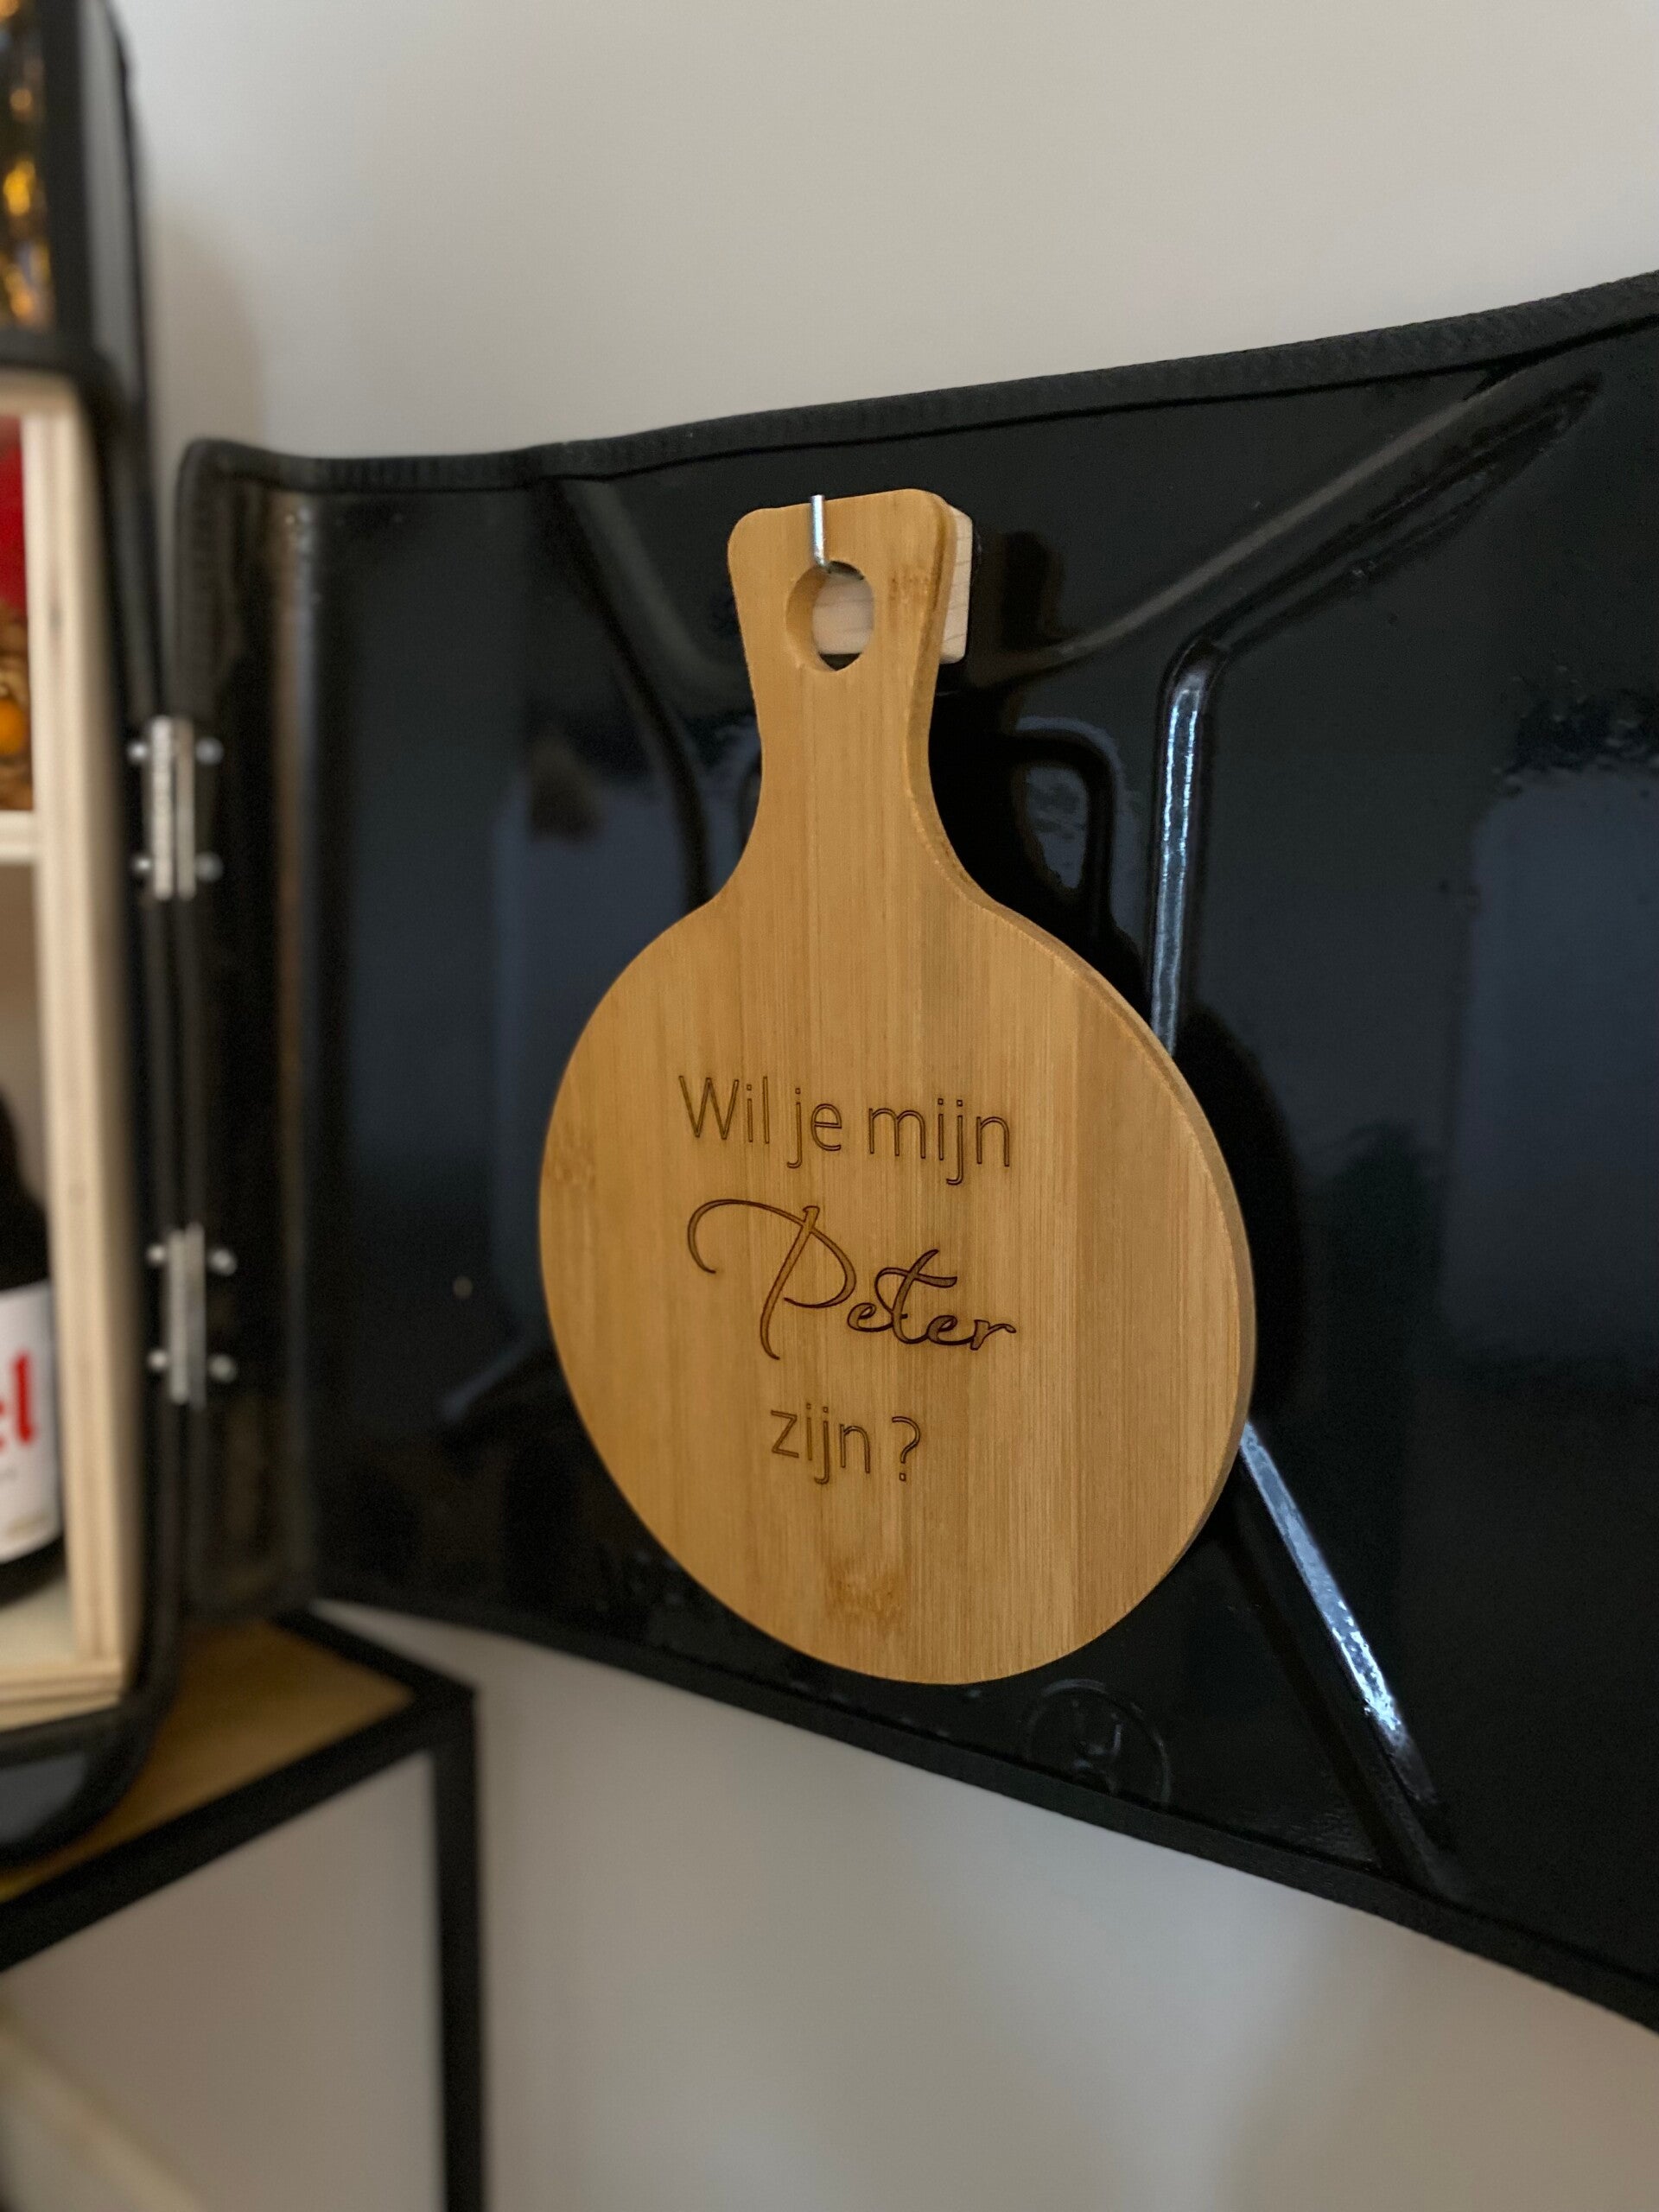 Wil je mijn
Peter
zijn ?